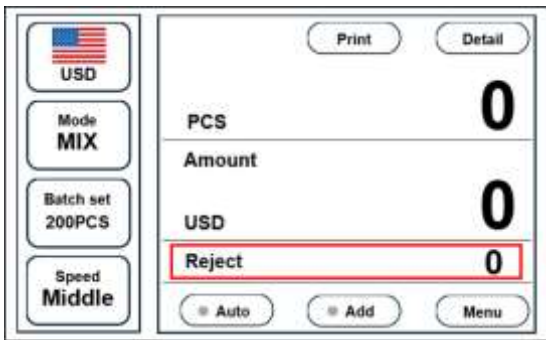 USD
Mode
MIX
Batch set
200PCS
Speed
Middle
Print Detail
PCS 0
Amount
USD 0
Reject 0
Auto Add Menu